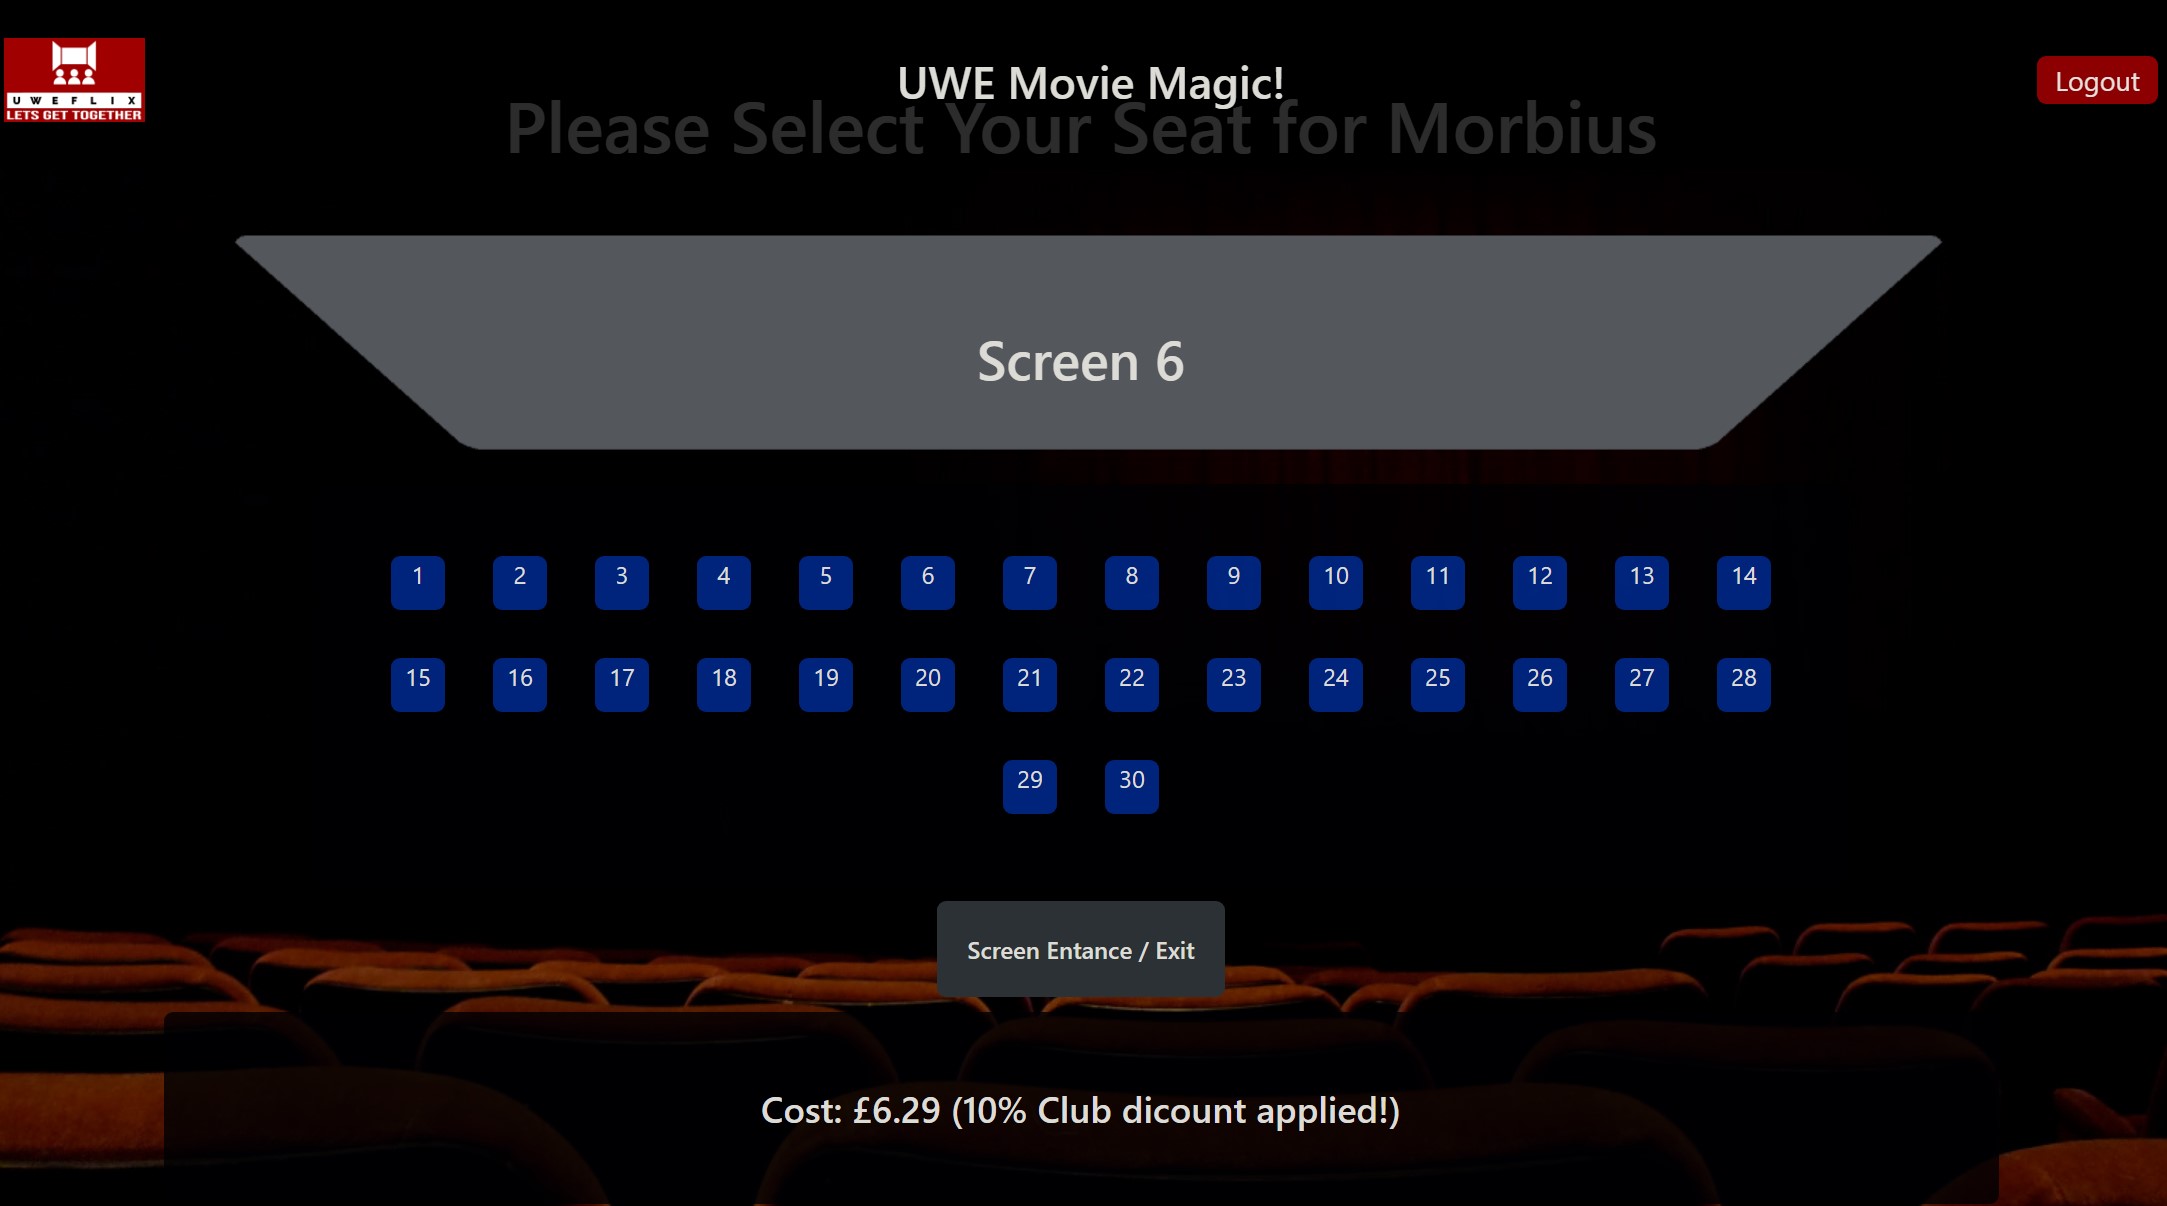 UWEFLIX
LETS GET TOGETHER
UWE Movie Magic!
Logout
Please Select Your Seat for Morbius
Screen 6
1 2 3 4 5 6 7 8 9 10 11 12 13 14
15 16 17 18 19 20 21 22 23 24 25 26 27 28
29 30
Screen Entance / Exit
Cost: £6.29 (10% Club dicount applied!)